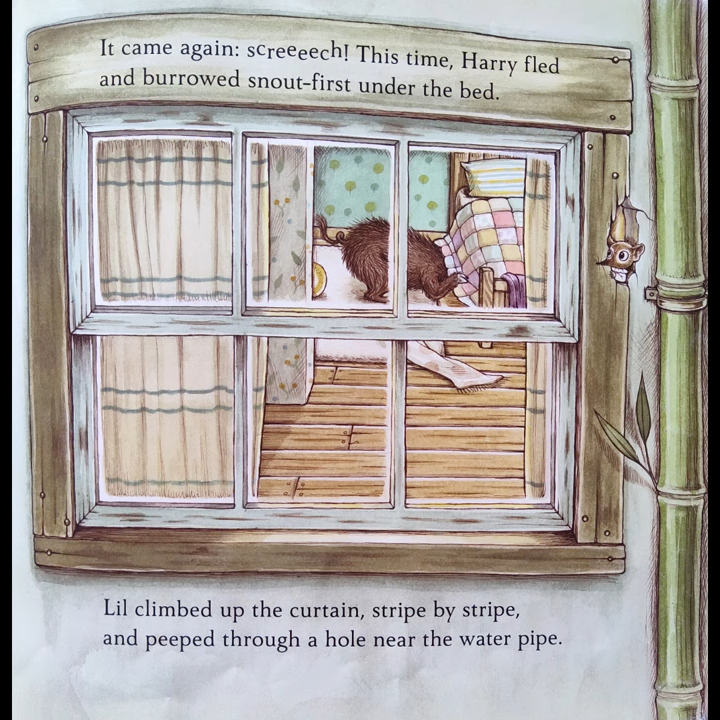 It came again: screeeech! This time, Harry fled
and burrowed snout-first under the bed.
Lil climbed up the curtain, stripe by stripe,
and peeped through a hole near the water pipe.